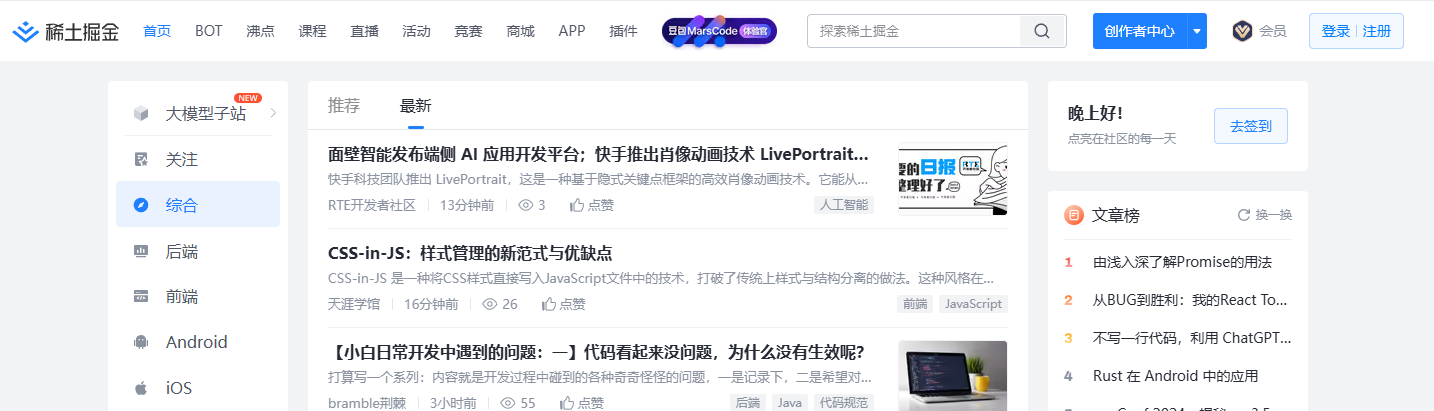 稀土掘金 首页 BOT 沸点 课程 直播 活动 竞赛 商城 APP 插件 豆包MarsCode 体验官 探索稀土掘金 创作者中心 会员 登录 注册
大模型子站 NEW
关注
综合
后端
前端
Android
iOS
推荐 最新
面壁智能发布端侧 AI 应用开发平台；快手推出肖像动画技术 LivePortrait...
快手科技团队推出 LivePortrait，这是一种基于隐式关键点框架的高效肖像动画技术。它能从...
RTE开发者社区 13分钟前 3 点赞 人工智能
要的日报
整理好了
RTE
CSS-in-JS：样式管理的新范式与优缺点
CSS-in-JS 是一种将CSS样式直接写入JavaScript文件中的技术，打破了传统上样式与结构分离的做法。这种风格在...
天涯学馆 16分钟前 26 点赞 前端 JavaScript
【小白日常开发中遇到的问题：一】代码看起来没问题，为什么没有生效呢？
打算写一个系列：内容就是开发过程中碰到的各种奇奇怪怪的问题，一是记录下，二是希望对...
bramble荆棘 3小时前 55 点赞 后端 Java 代码规范
晚上好！
点亮在社区的每一天
去签到
文章榜 换一换
1 由浅入深了解Promise的用法
2 从BUG到胜利：我的React To...
3 不写一行代码，利用 ChatGPT...
4 Rust 在 Android 中的应用